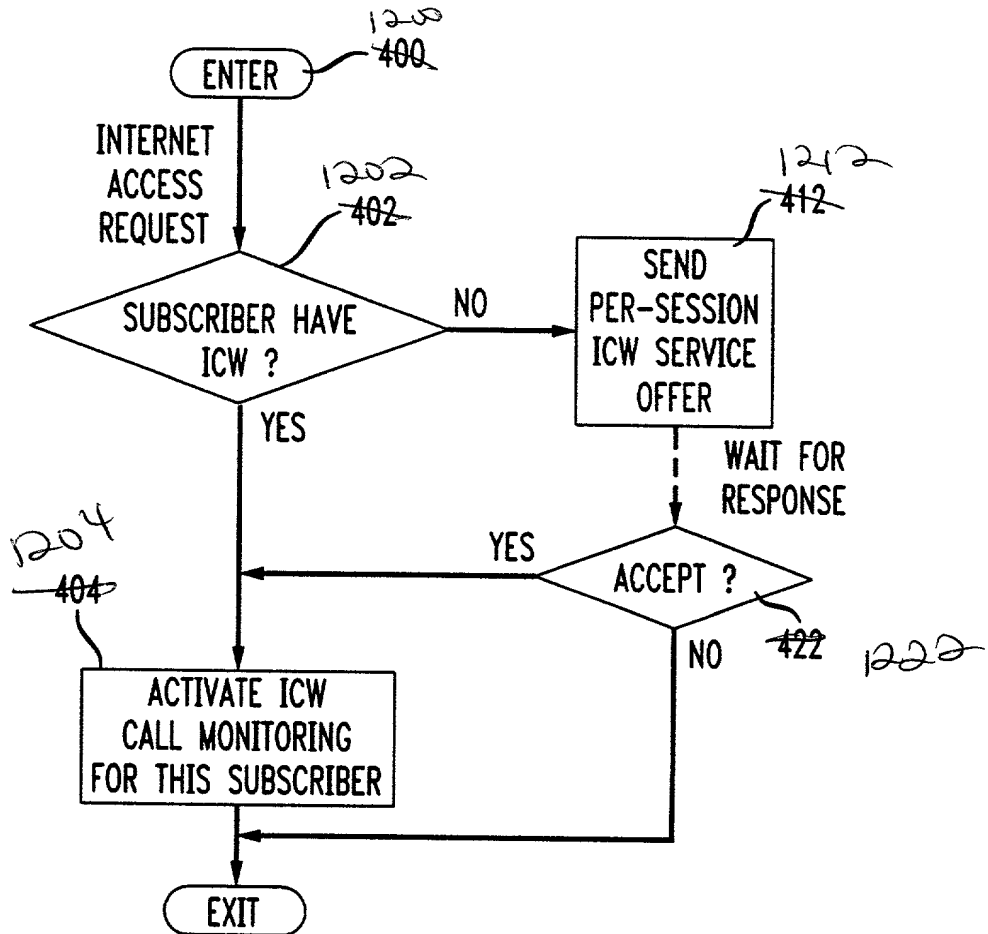 1200
400
ENTER
INTERNET
ACCESS
REQUEST
1202
402
1212
412
SUBSCRIBER HAVE
ICW ?
NO
SEND
PER-SESSION
ICW SERVICE
OFFER
YES
WAIT FOR
RESPONSE
1204
404
YES
ACCEPT ?
422
1222
NO
ACTIVATE ICW
CALL MONITORING
FOR THIS SUBSCRIBER
EXIT